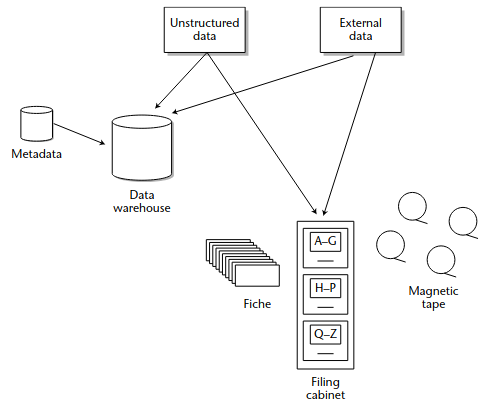 Unstructured
data
External
data
Metadata
Data
warehouse
A–G
H–P
Q–Z
Fiche
Magnetic
tape
Filing
cabinet